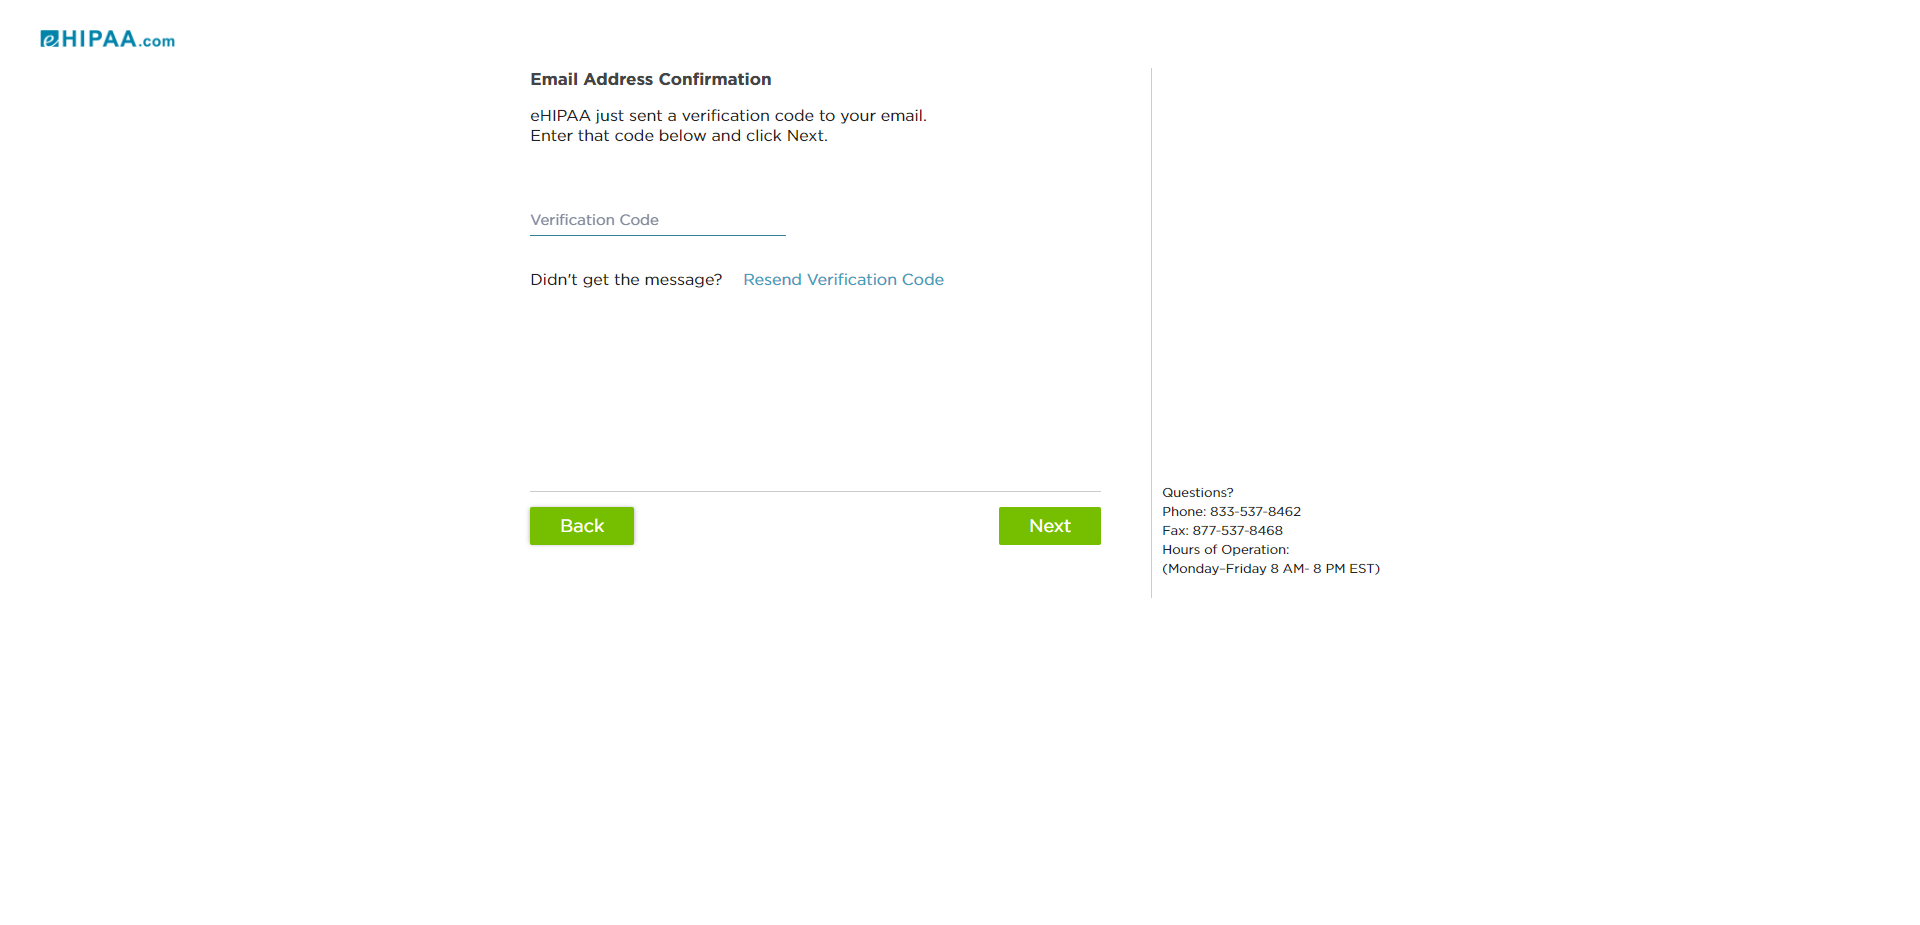 eHIPAA.com
Email Address Confirmation
eHIPAA just sent a verification code to your email.
Enter that code below and click Next.
Verification Code
Didn't get the message? Resend Verification Code
Back
Next
Questions?
Phone: 833-537-8462
Fax: 877-537-8468
Hours of Operation:
(Monday–Friday 8 AM- 8 PM EST)